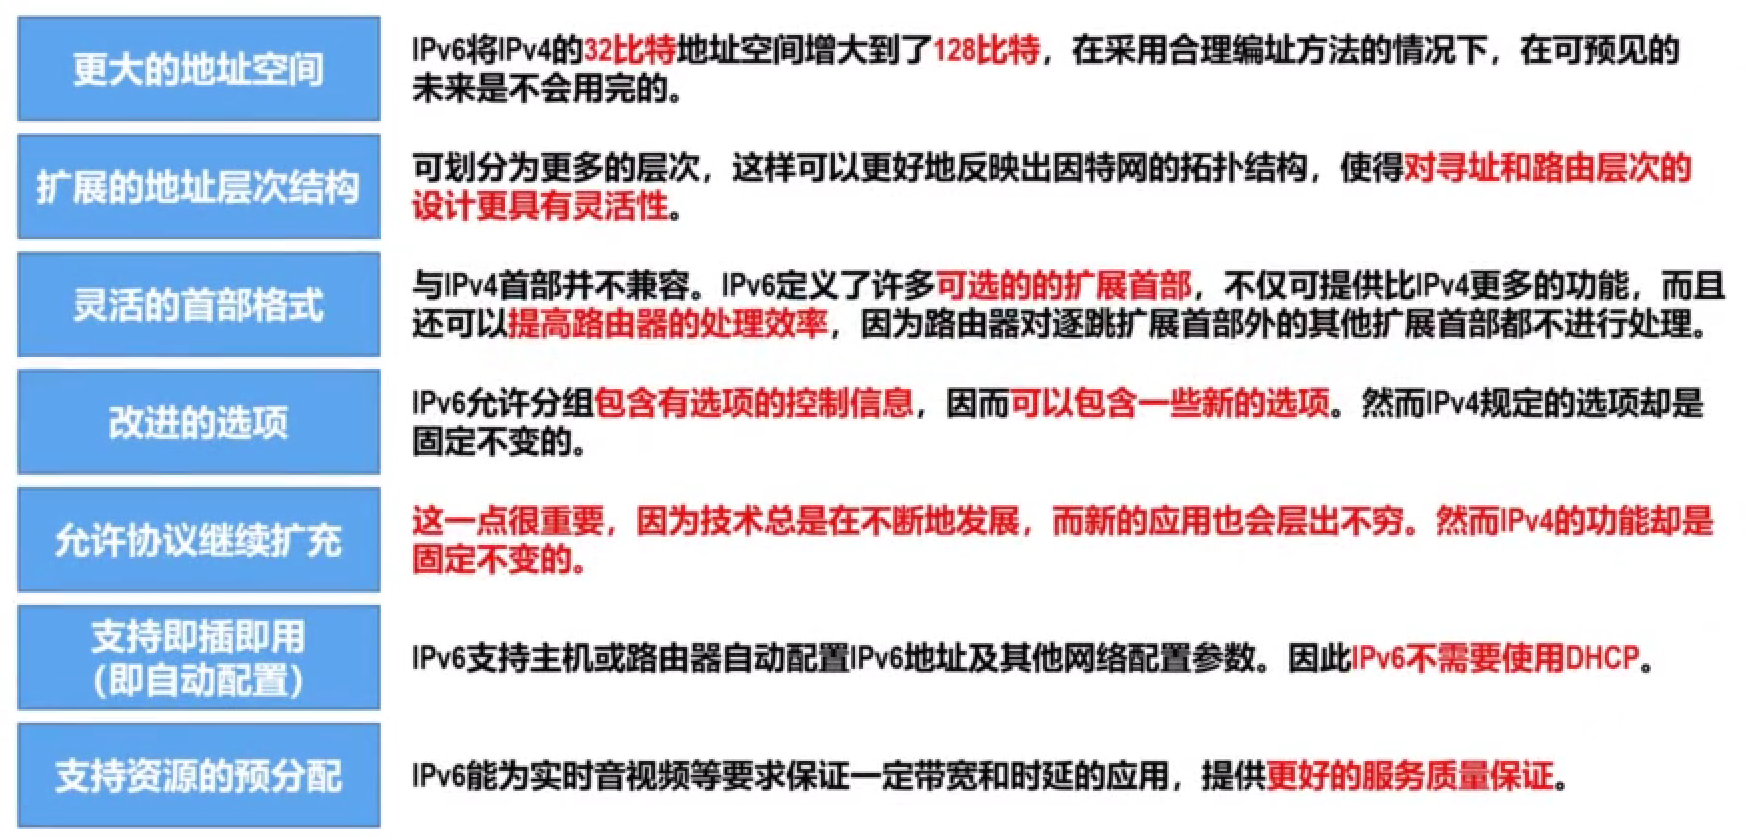 更大的地址空间
IPv6将IPv4的32比特地址空间增大到了128比特，在采用合理编址方法的情况下，在可预见的
未来是不会用完的。
扩展的地址层次结构
可划分为更多的层次，这样可以更好地反映出因特网的拓扑结构，使得对寻址和路由层次的
设计更具有灵活性。
灵活的首部格式
与IPv4首部并不兼容。IPv6定义了许多可选的的扩展首部，不仅可提供比IPv4更多的功能，而且
还可以提高路由器的处理效率，因为路由器对逐跳扩展首部外的其他扩展首部都不进行处理。
改进的选项
IPv6允许分组包含有选项的控制信息，因而可以包含一些新的选项。然而IPv4规定的选项却是
固定不变的。
允许协议继续扩充
这一点很重要，因为技术总是在不断地发展，而新的应用也会层出不穷。然而IPv4的功能却是
固定不变的。
支持即插即用
（即自动配置）
IPv6支持主机或路由器自动配置IPv6地址及其他网络配置参数。因此IPv6不需要使用DHCP。
支持资源的预分配
IPv6能为实时音视频等要求保证一定带宽和时延的应用，提供更好的服务质量保证。